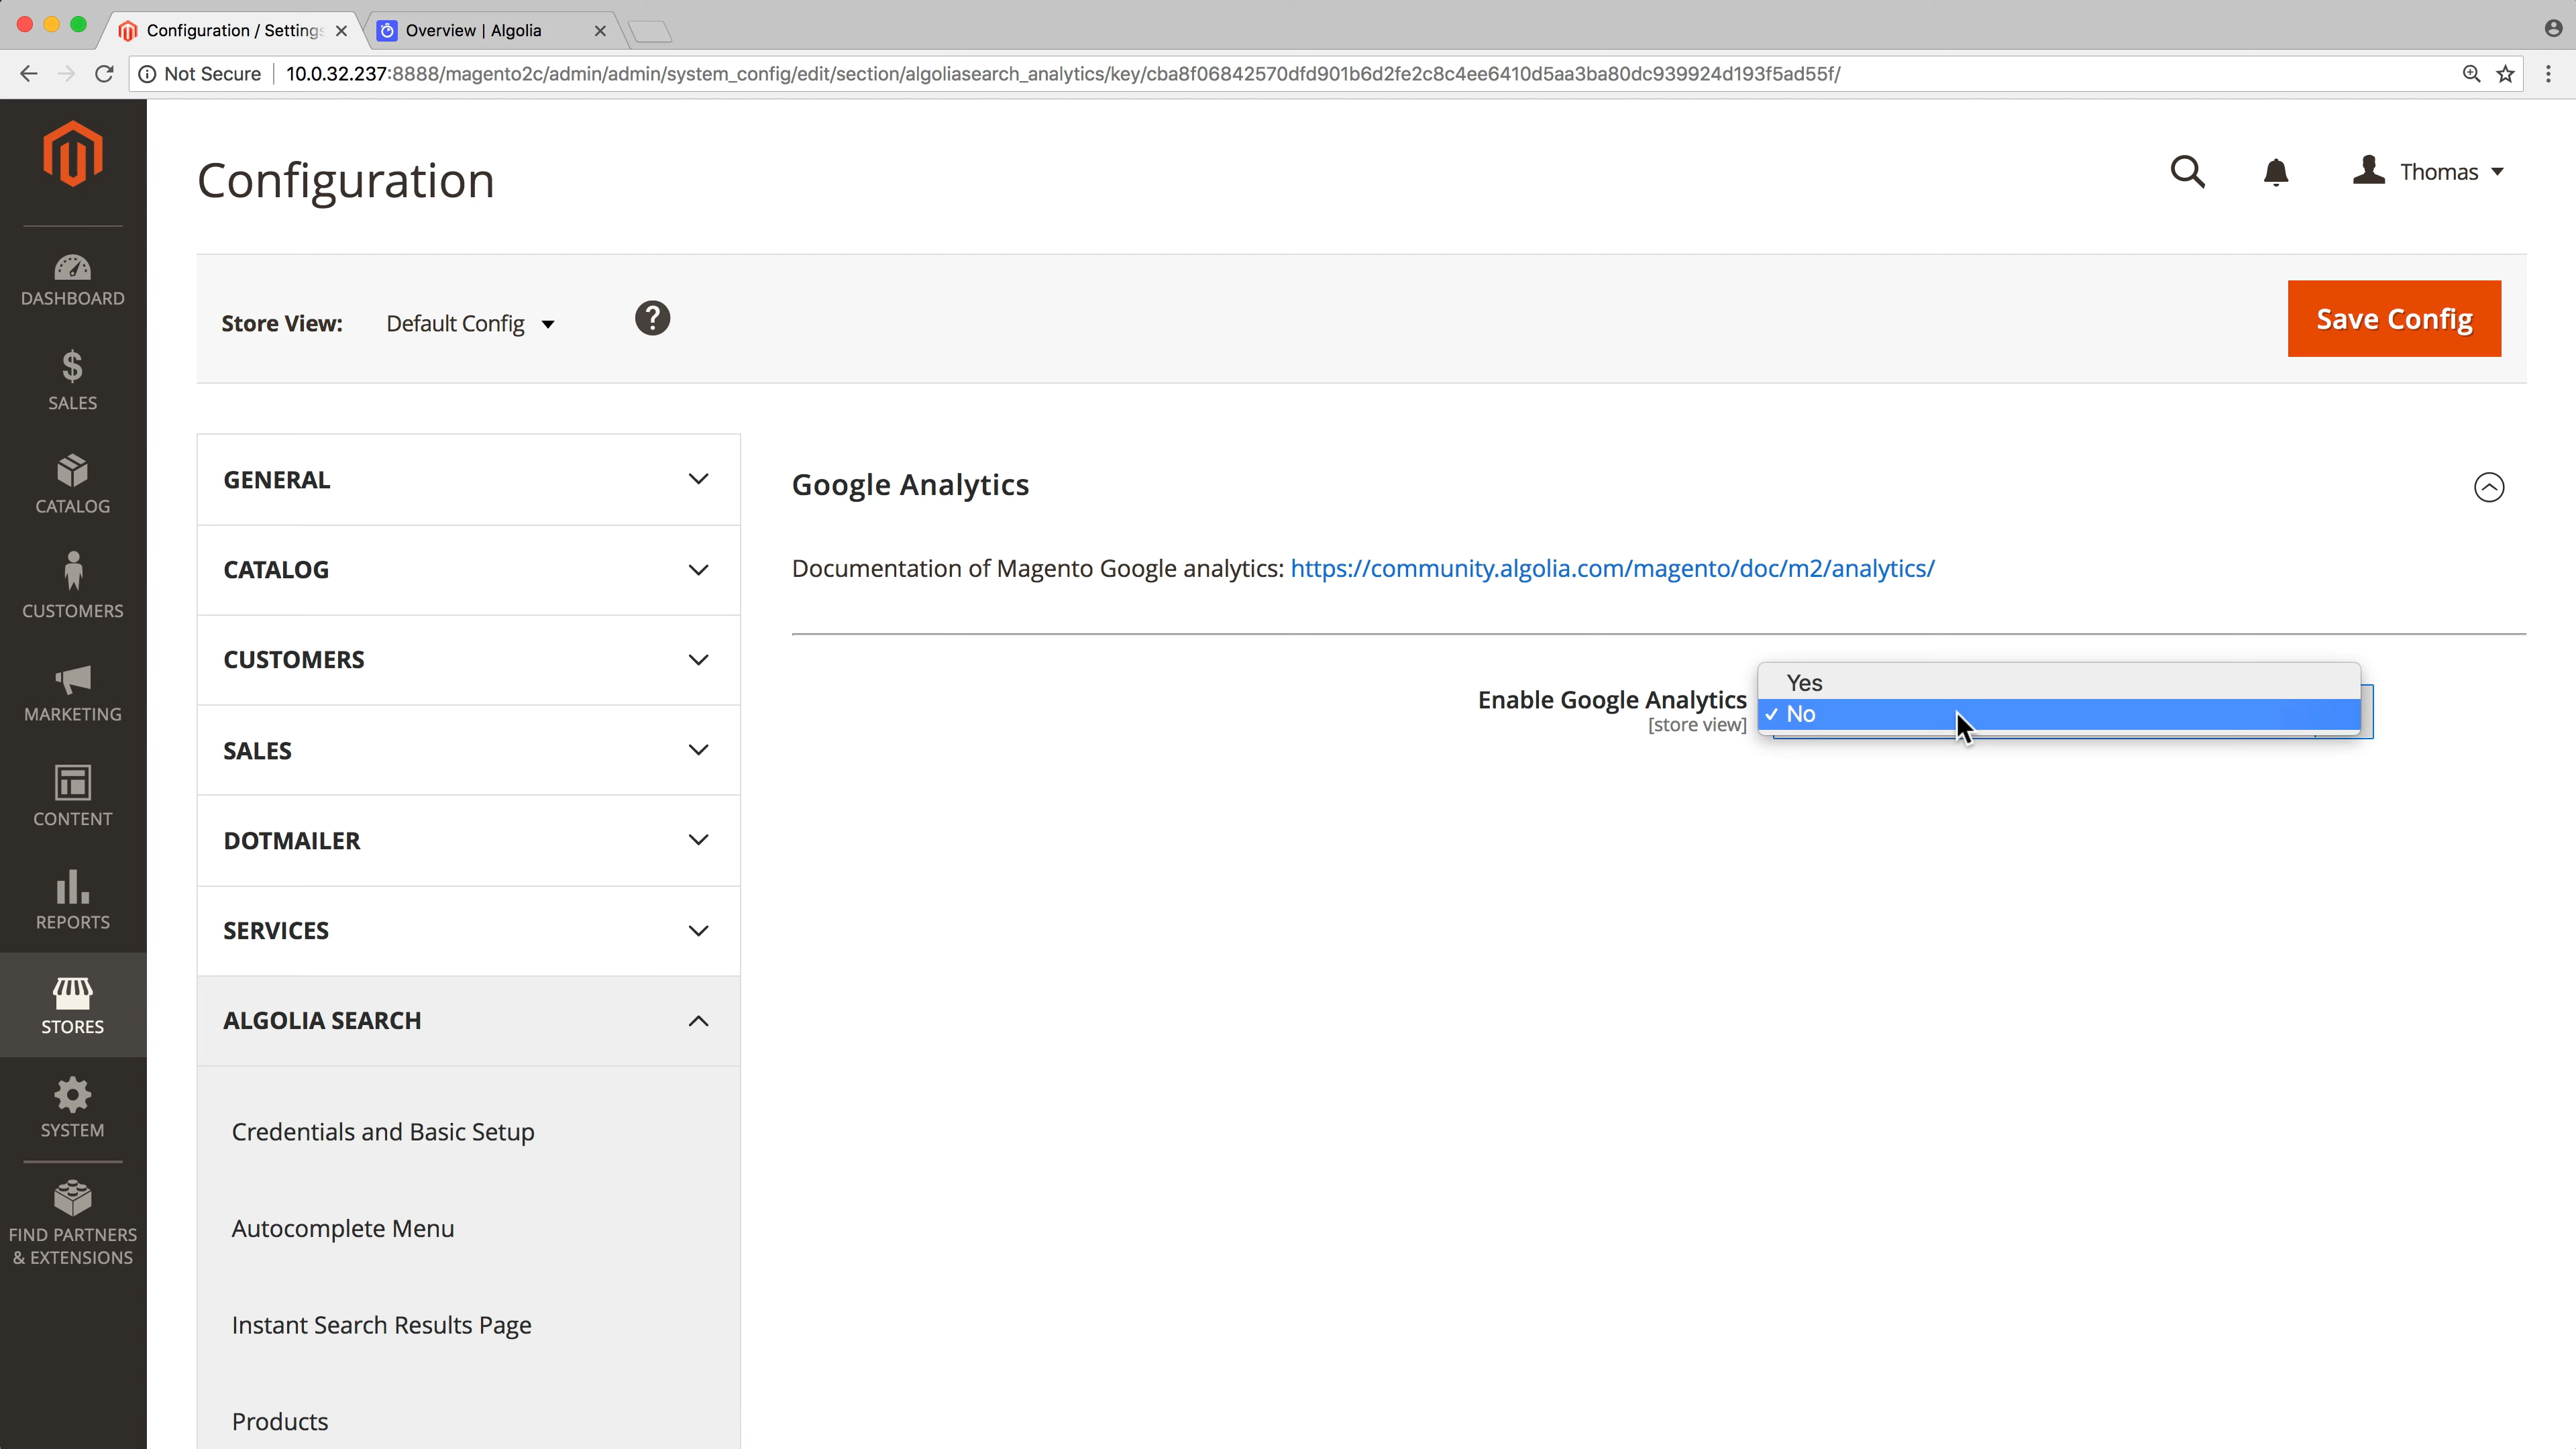 Configuration / Settings
Overview | Algolia
Not Secure
10.0.32.237:8888/magento2c/admin/admin/system_config/edit/section/algoliasearch_analytics/key/cba8f06842570dfd901b6d2fe2c8c4ee6410d5aa3ba80dc939924d193f5ad55f/
Configuration
Thomas
Store View:
Default Config
?
Save Config
DASHBOARD
SALES
CATALOG
CUSTOMERS
MARKETING
CONTENT
REPORTS
STORES
SYSTEM
FIND PARTNERS
& EXTENSIONS
GENERAL
CATALOG
CUSTOMERS
SALES
DOTMAILER
SERVICES
ALGOLIA SEARCH
Credentials and Basic Setup
Autocomplete Menu
Instant Search Results Page
Products
Google Analytics
Documentation of Magento Google analytics: https://community.algolia.com/magento/doc/m2/analytics/
Enable Google Analytics
[store view]
Yes
✓ No